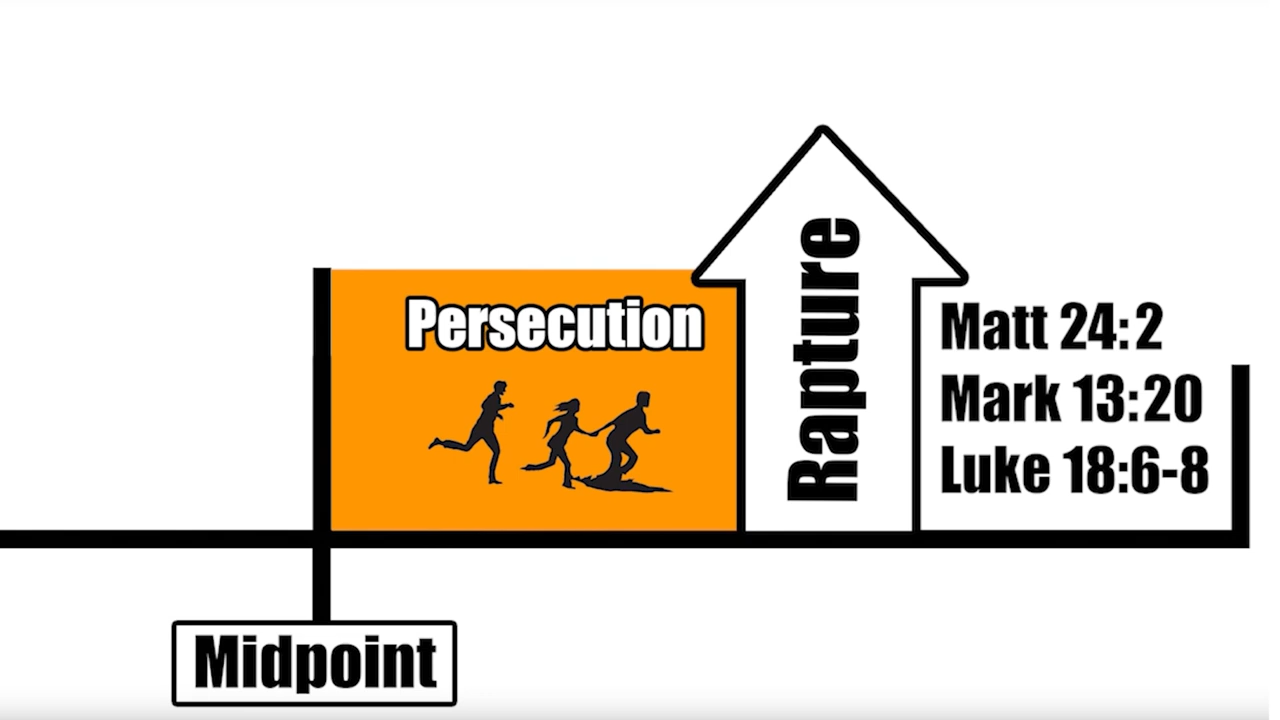 Persecution
Rapture
Matt 24:2
Mark 13:20
Luke 18:6-8
Midpoint